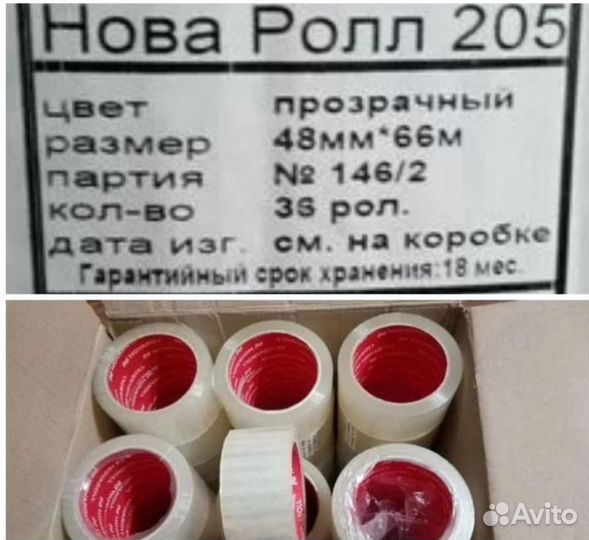 Нова Ролл 205
цвет прозрачный
размер 48мм*66м
партия № 146/2
кол-во 36 рол.
дата изг. см. на коробке
Гарантийный срок хранения:18 мес.
Avito